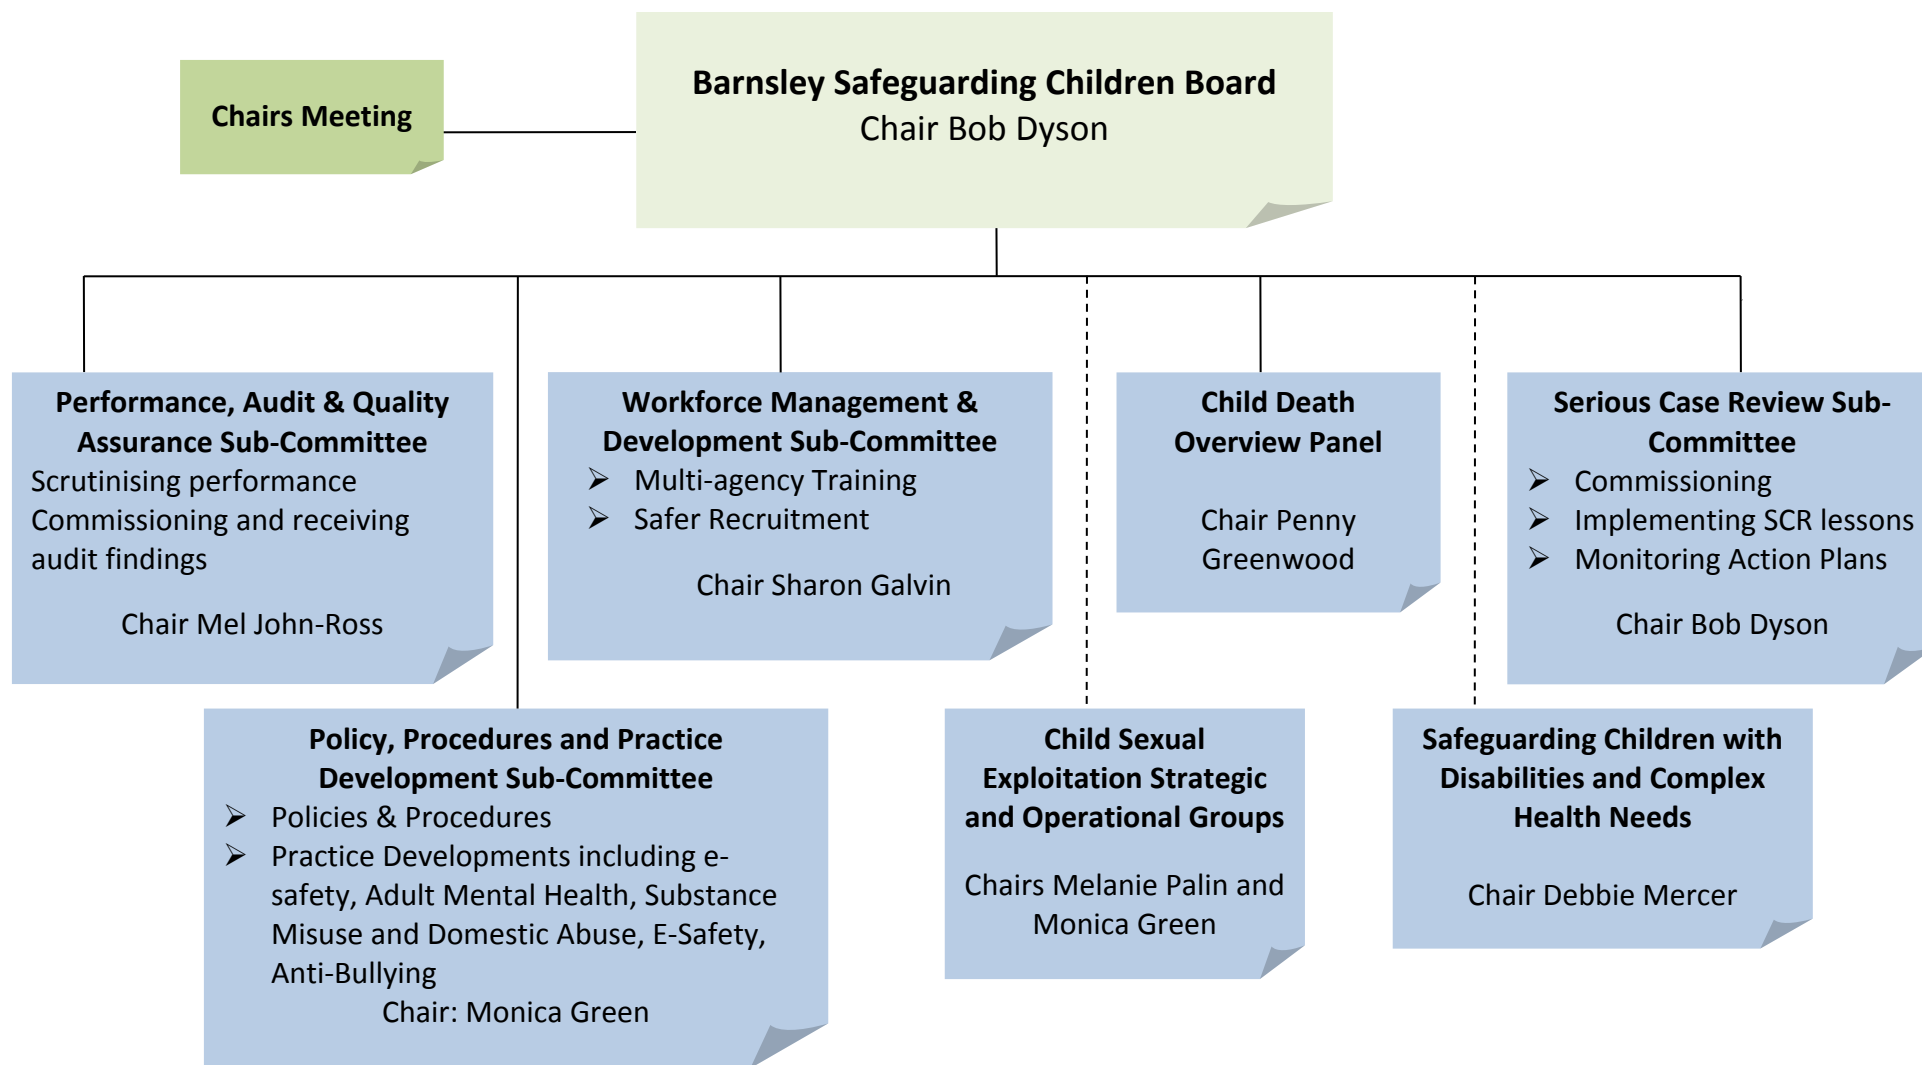 Chairs Meeting
Barnsley Safeguarding Children Board
Chair Bob Dyson
Performance, Audit & Quality
Assurance Sub-Committee
Scrutinising performance
Commissioning and receiving
audit findings
Chair Mel John-Ross
Workforce Management &
Development Sub-Committee
➢ Multi-agency Training
➢ Safer Recruitment
Chair Sharon Galvin
Child Death
Overview Panel
Chair Penny
Greenwood
Serious Case Review Sub-
Committee
➢ Commissioning
➢ Implementing SCR lessons
➢ Monitoring Action Plans
Chair Bob Dyson
Policy, Procedures and Practice
Development Sub-Committee
➢ Policies & Procedures
➢ Practice Developments including e-
safety, Adult Mental Health, Substance
Misuse and Domestic Abuse, E-Safety,
Anti-Bullying
Chair: Monica Green
Child Sexual
Exploitation Strategic
and Operational Groups
Chairs Melanie Palin and
Monica Green
Safeguarding Children with
Disabilities and Complex
Health Needs
Chair Debbie Mercer